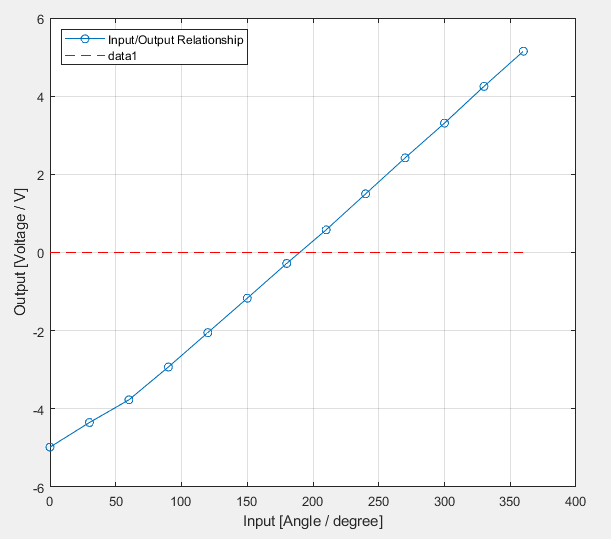 Input/Output Relationship
data1
6
4
2
0
-2
-4
-6
Output [Voltage / V]
0 50 100 150 200 250 300 350 400
Input [Angle / degree]